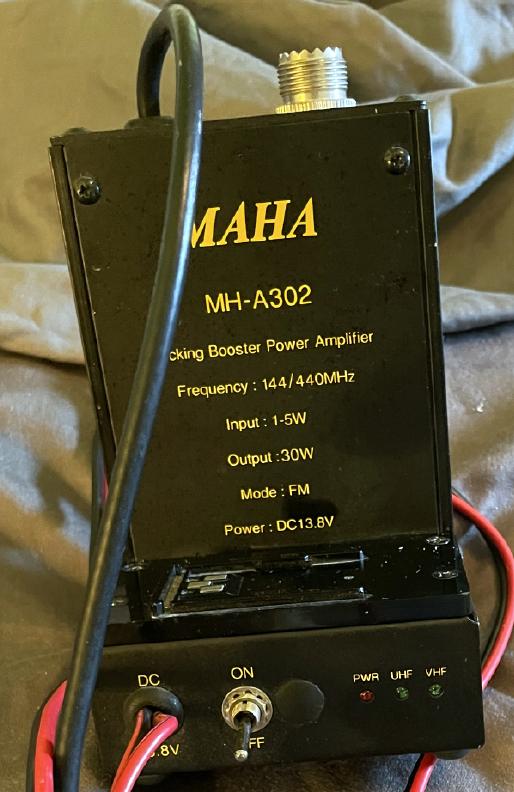 MAHA
MH-A302
cking Booster Power Amplifier
Frequency : 144/440MHz
Input : 1-5W
Output :30W
Mode : FM
Power : DC13.8V
DC ON PWR UHF VHF
.8V FF